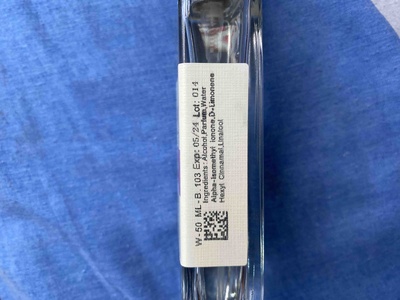 W-50 ML-B 103 Exp: 05/24 Lot: 014
Ingredients: Alcohol,Parfum,Water
Alpha-Isomethyl ionone,D-Limonene
Hexyl Cinnamal,Linalool